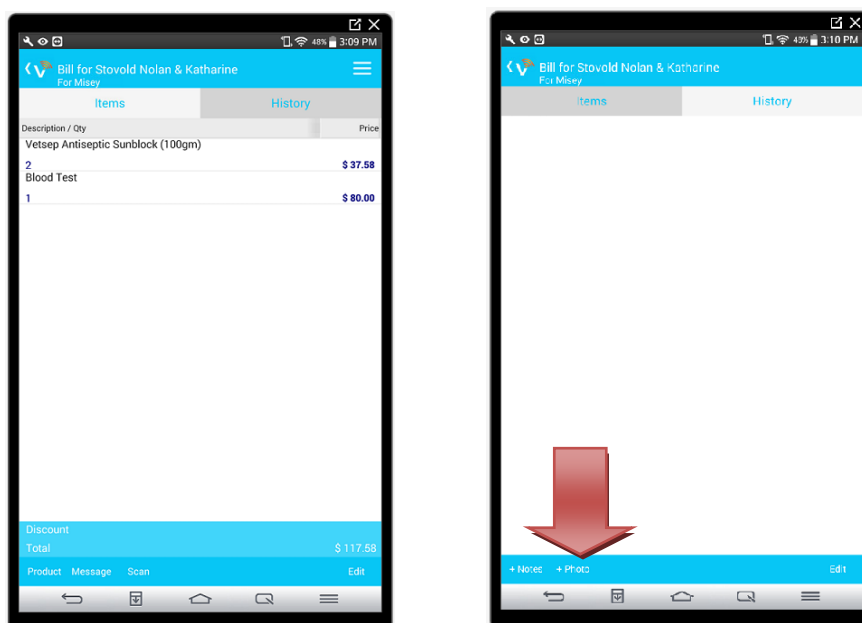 48% 3:09 PM
Bill for Stovold Nolan & Katharine
For Misey
Items History
Description / Qty Price
Vetsep Antiseptic Sunblock (100gm)
2 $ 37.58
Blood Test
1 $ 80.00
Discount
Total $ 117.58
Product Message Scan Edit
3:10 PM
Bill for Stovold Nolan & Katharine
For Misey
Items History
+ Notes + Photo Edit